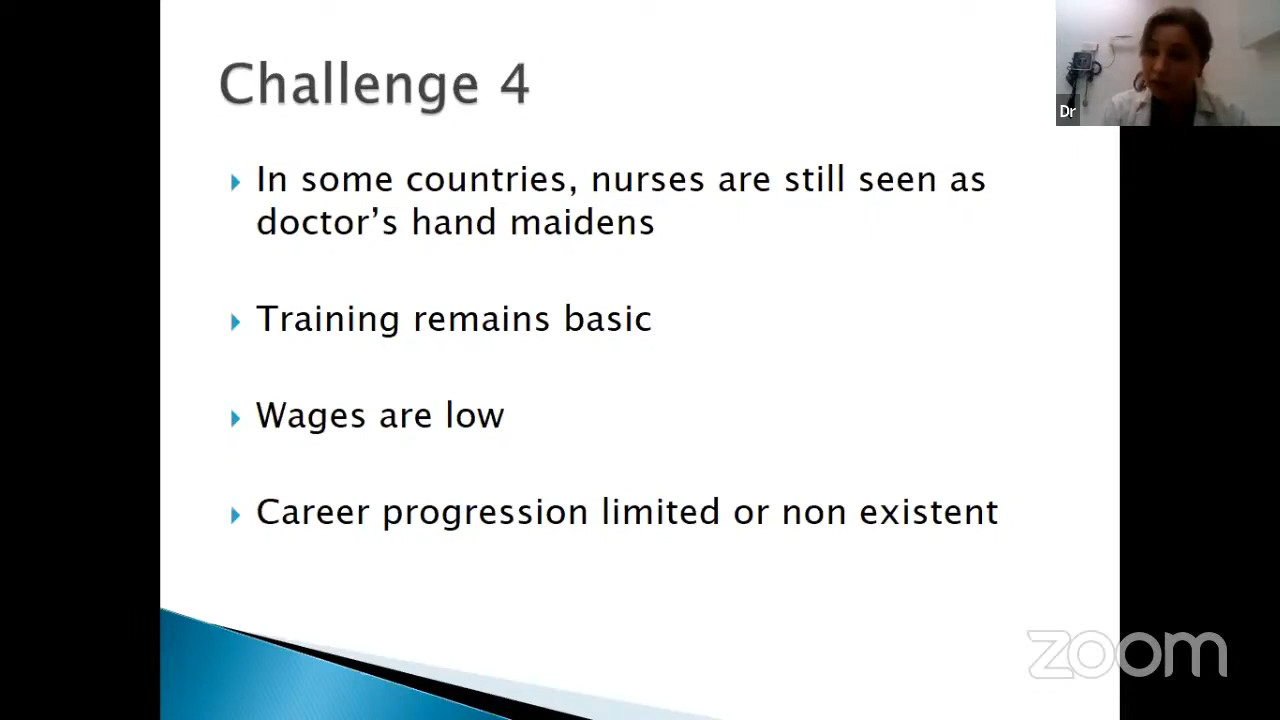 Challenge 4
In some countries, nurses are still seen as
doctor’s hand maidens
Training remains basic
Wages are low
Career progression limited or non existent
Dr
zoom